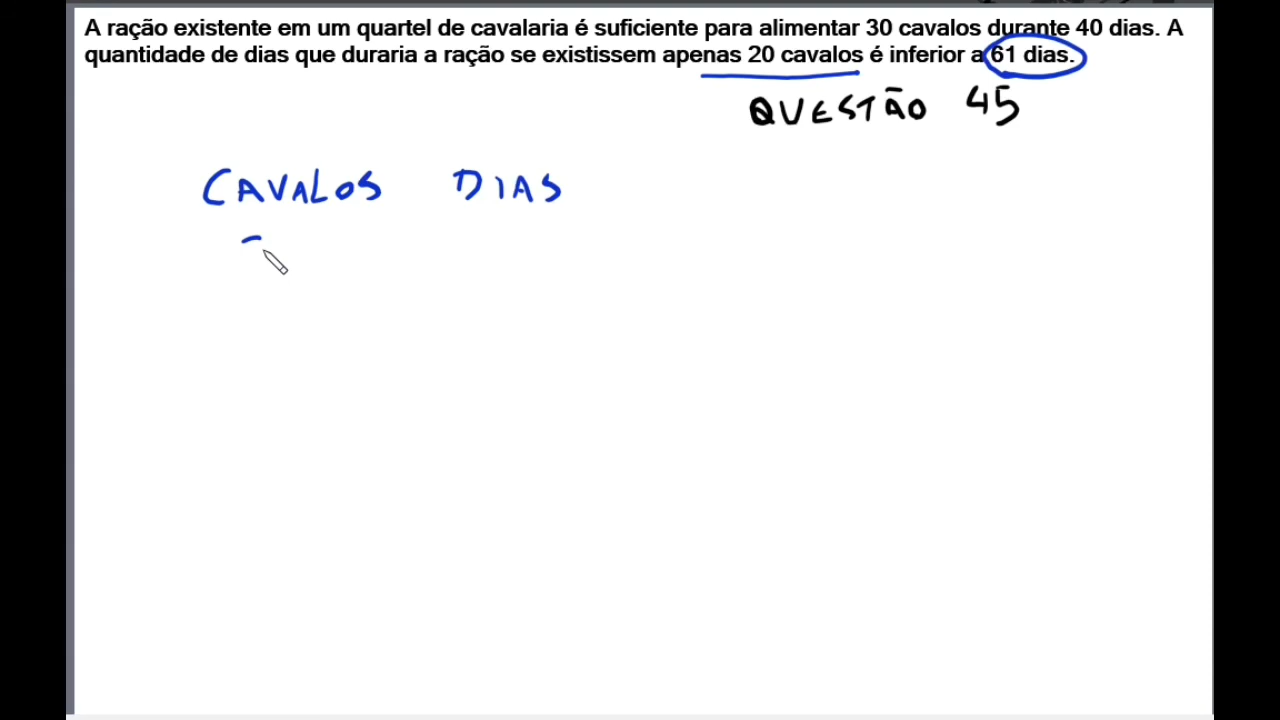 A ração existente em um quartel de cavalaria é suficiente para alimentar 30 cavalos durante 40 dias. A
quantidade de dias que duraria a ração se existissem apenas 20 cavalos é inferior a 61 dias.
QUESTÃO 45
CAVALOS DIAS